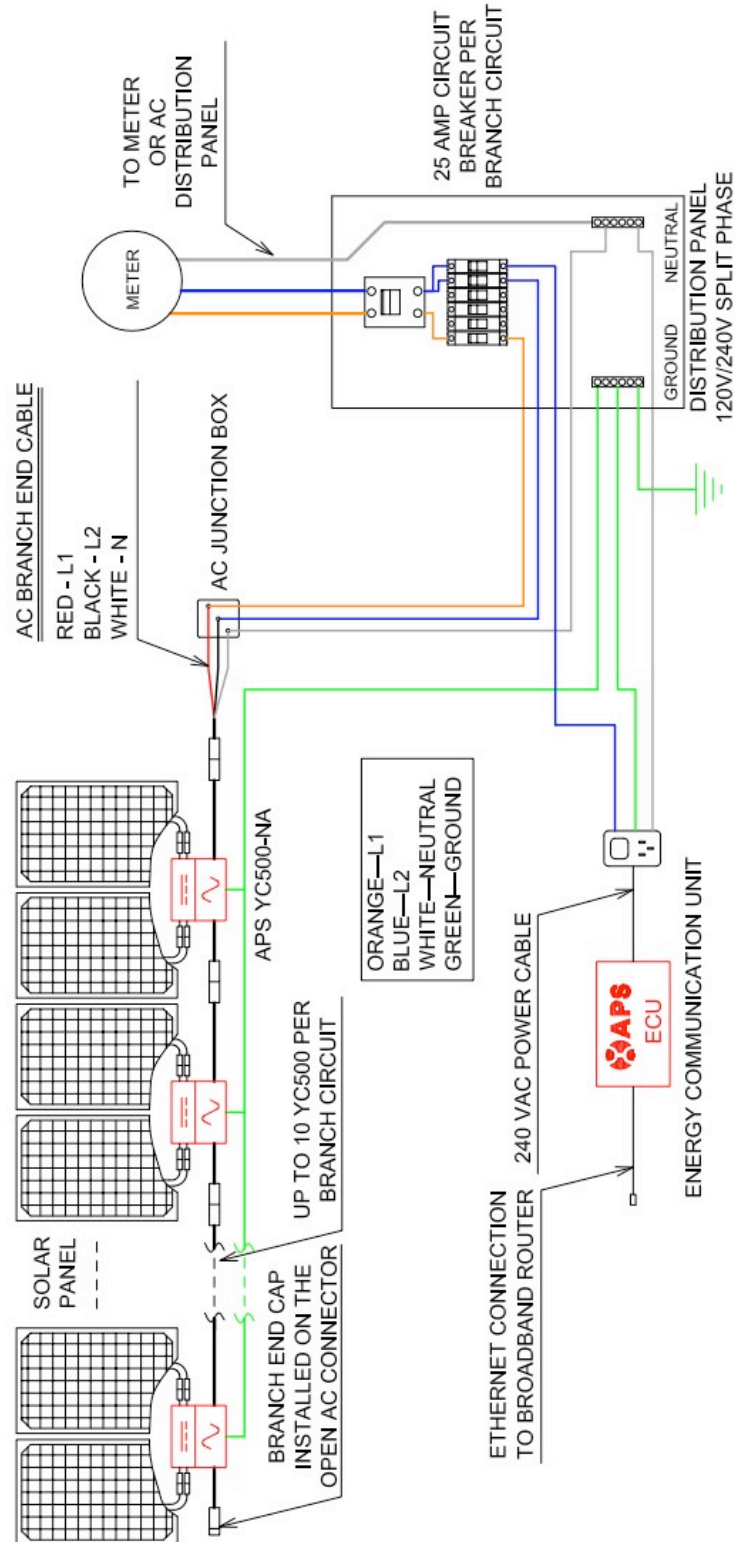 SOLAR
PANEL
AC BRANCH END CABLE
RED - L1
BLACK - L2
WHITE - N
TO METER
OR AC
DISTRIBUTION
PANEL
METER
AC JUNCTION BOX
APS YC500-NA
BRANCH END CAP
INSTALLED ON THE
OPEN AC CONNECTOR
UP TO 10 YC500 PER
BRANCH CIRCUIT
ORANGE—L1
BLUE—L2
WHITE—NEUTRAL
GREEN—GROUND
25 AMP CIRCUIT
BREAKER PER
BRANCH CIRCUIT
GROUND
NEUTRAL
DISTRIBUTION PANEL
120V/240V SPLIT PHASE
ETHERNET CONNECTION
TO BROADBAND ROUTER
240 VAC POWER CABLE
APS
ECU
ENERGY COMMUNICATION UNIT